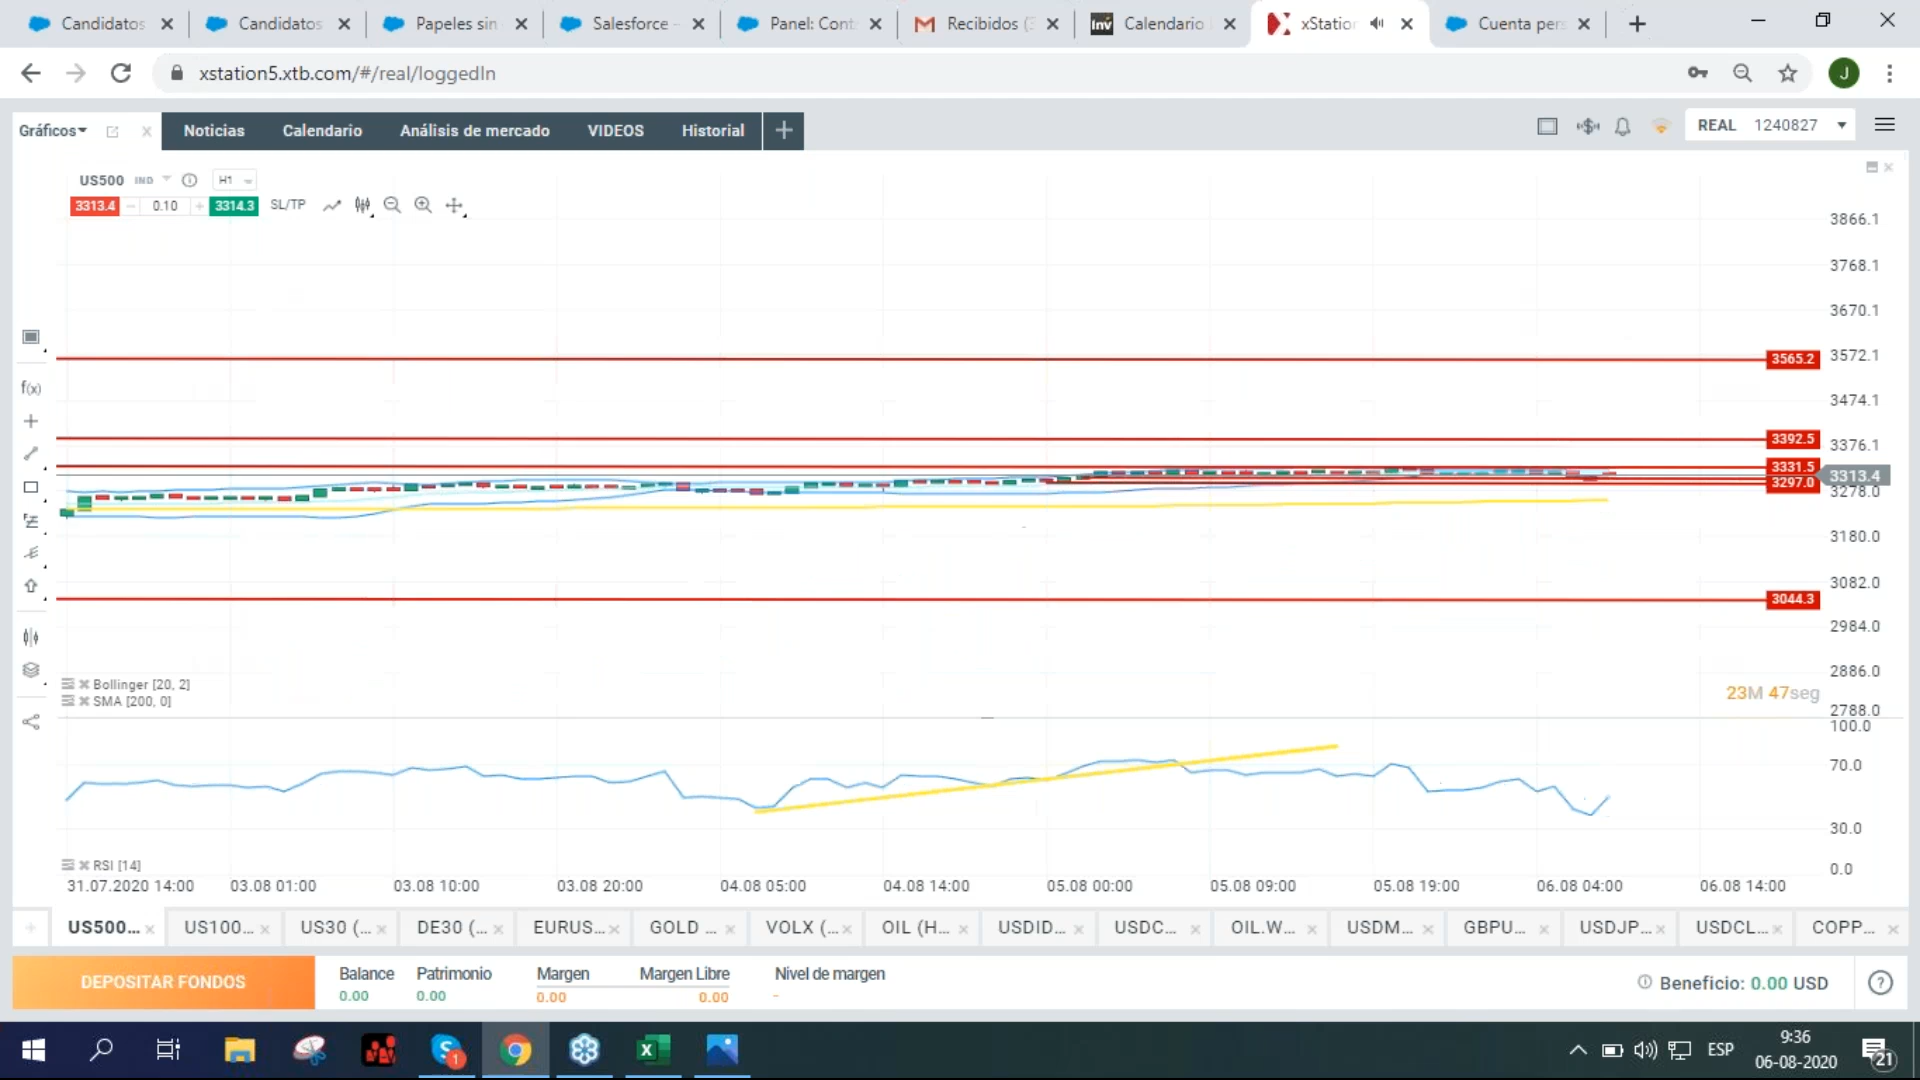 Candidatos
Candidatos
Papeles sin
Salesforce -
Panel: Cont
Recibidos (3
Calendario
xStation
Cuenta pers
xstation5.xtb.com/#/real/loggedIn
J
Gráficos
Noticias
Calendario
Análisis de mercado
VIDEOS
Historial
REAL 1240827
US500 IND
H1
3313.4
0.10
3314.3
SL/TP
3866.1
3768.1
3670.1
3572.1
3565.2
3474.1
3392.5
3376.1
3331.5
3313.4
3297.0
3278.0
3180.0
3082.0
3044.3
2984.0
2886.0
2788.0
f(x)
Bollinger [20, 2]
SMA [200, 0]
23M 47seg
100.0
70.0
30.0
0.0
RSI [14]
31.07.2020 14:00
03.08 01:00
03.08 10:00
03.08 20:00
04.08 05:00
04.08 14:00
05.08 00:00
05.08 09:00
05.08 19:00
06.08 04:00
06.08 14:00
US500...
US100...
US30 (...
DE30 (...
EURUS...
GOLD ...
VOLX (...
OIL (H...
USDID...
USDC...
OIL.W...
USDM...
GBPU...
USDJP...
USDCL...
COPP...
DEPOSITAR FONDOS
Balance
0.00
Patrimonio
0.00
Margen
0.00
Margen Libre
0.00
Nivel de margen
-
Beneficio: 0.00 USD
ESP
9:36
06-08-2020
21